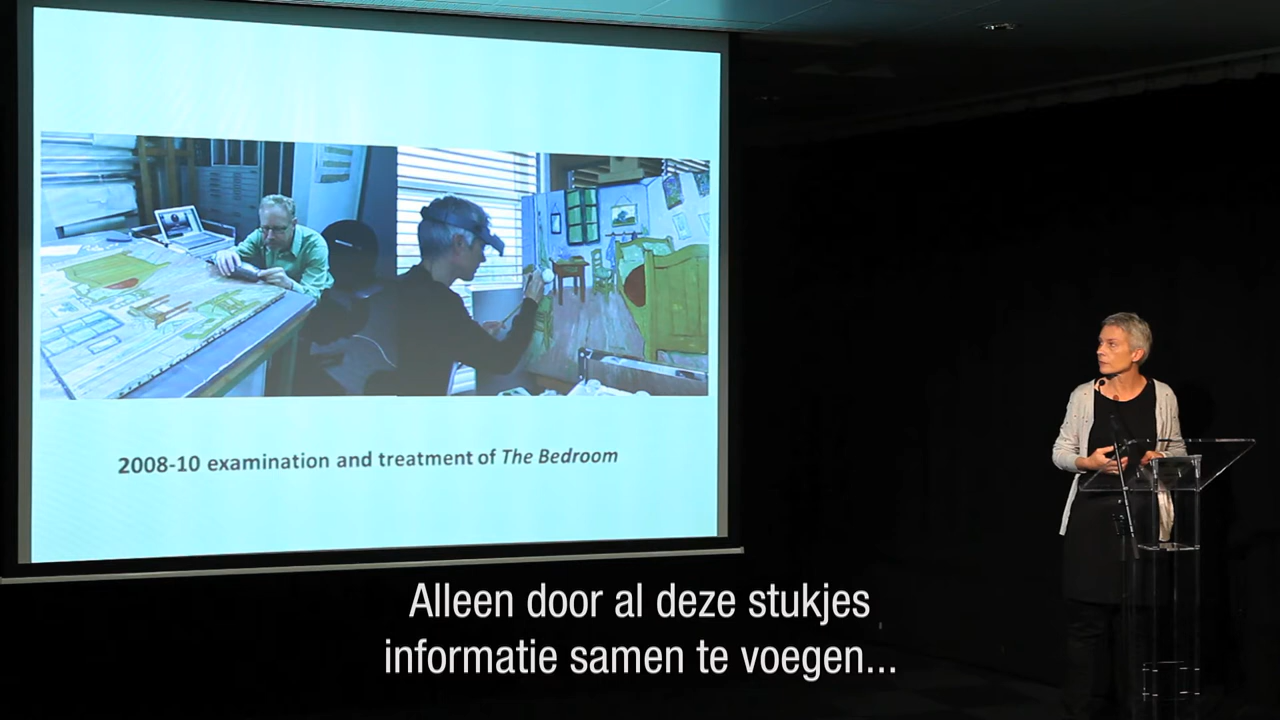 2008-10 examination and treatment of The Bedroom
Alleen door al deze stukjes
informatie samen te voegen...